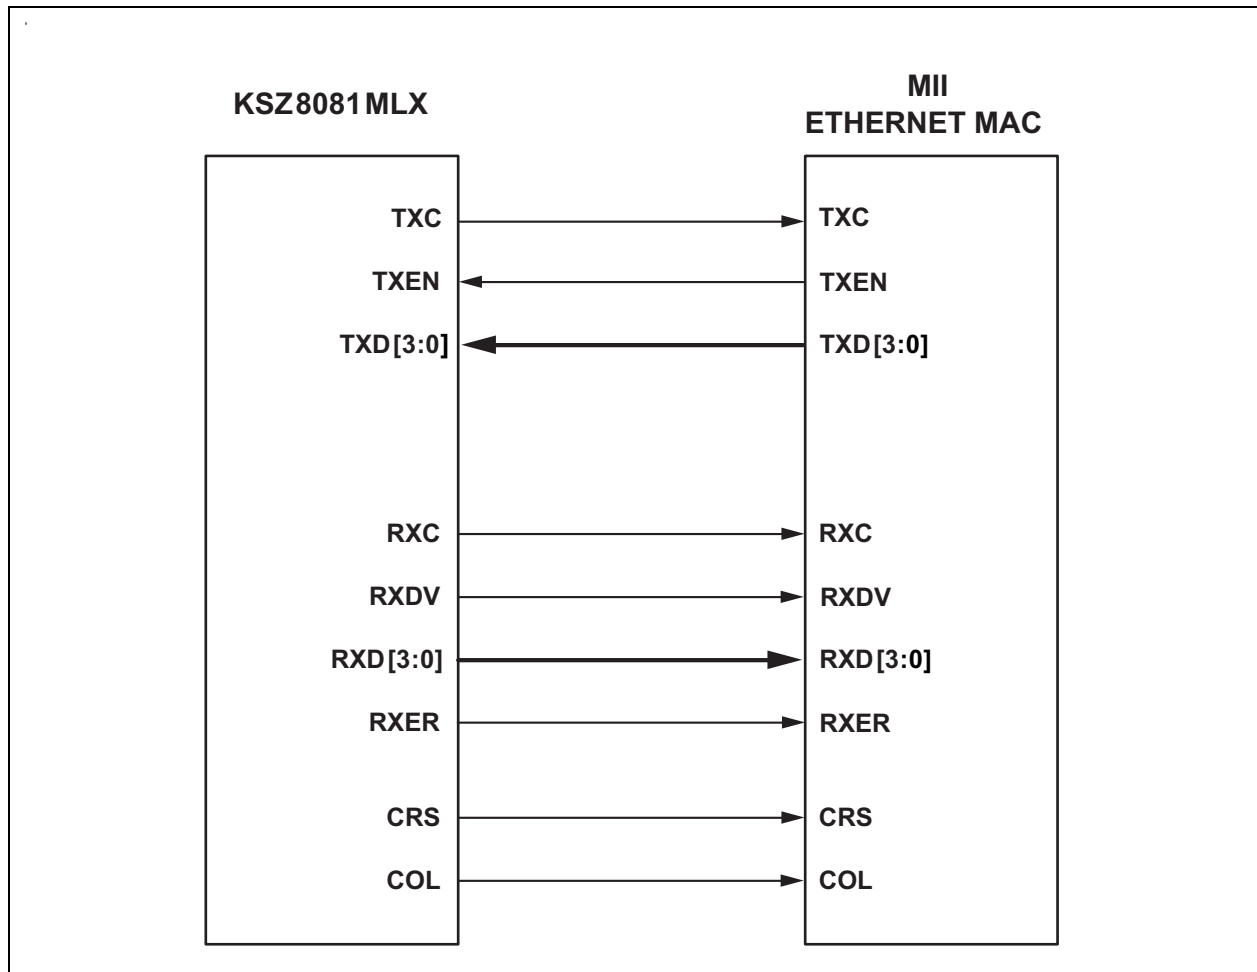 KSZ8081MLX
MII
ETHERNET MAC
TXC
TXC
TXEN
TXEN
TXD[3:0]
TXD[3:0]
RXC
RXC
RXDV
RXDV
RXD[3:0]
RXD[3:0]
RXER
RXER
CRS
CRS
COL
COL